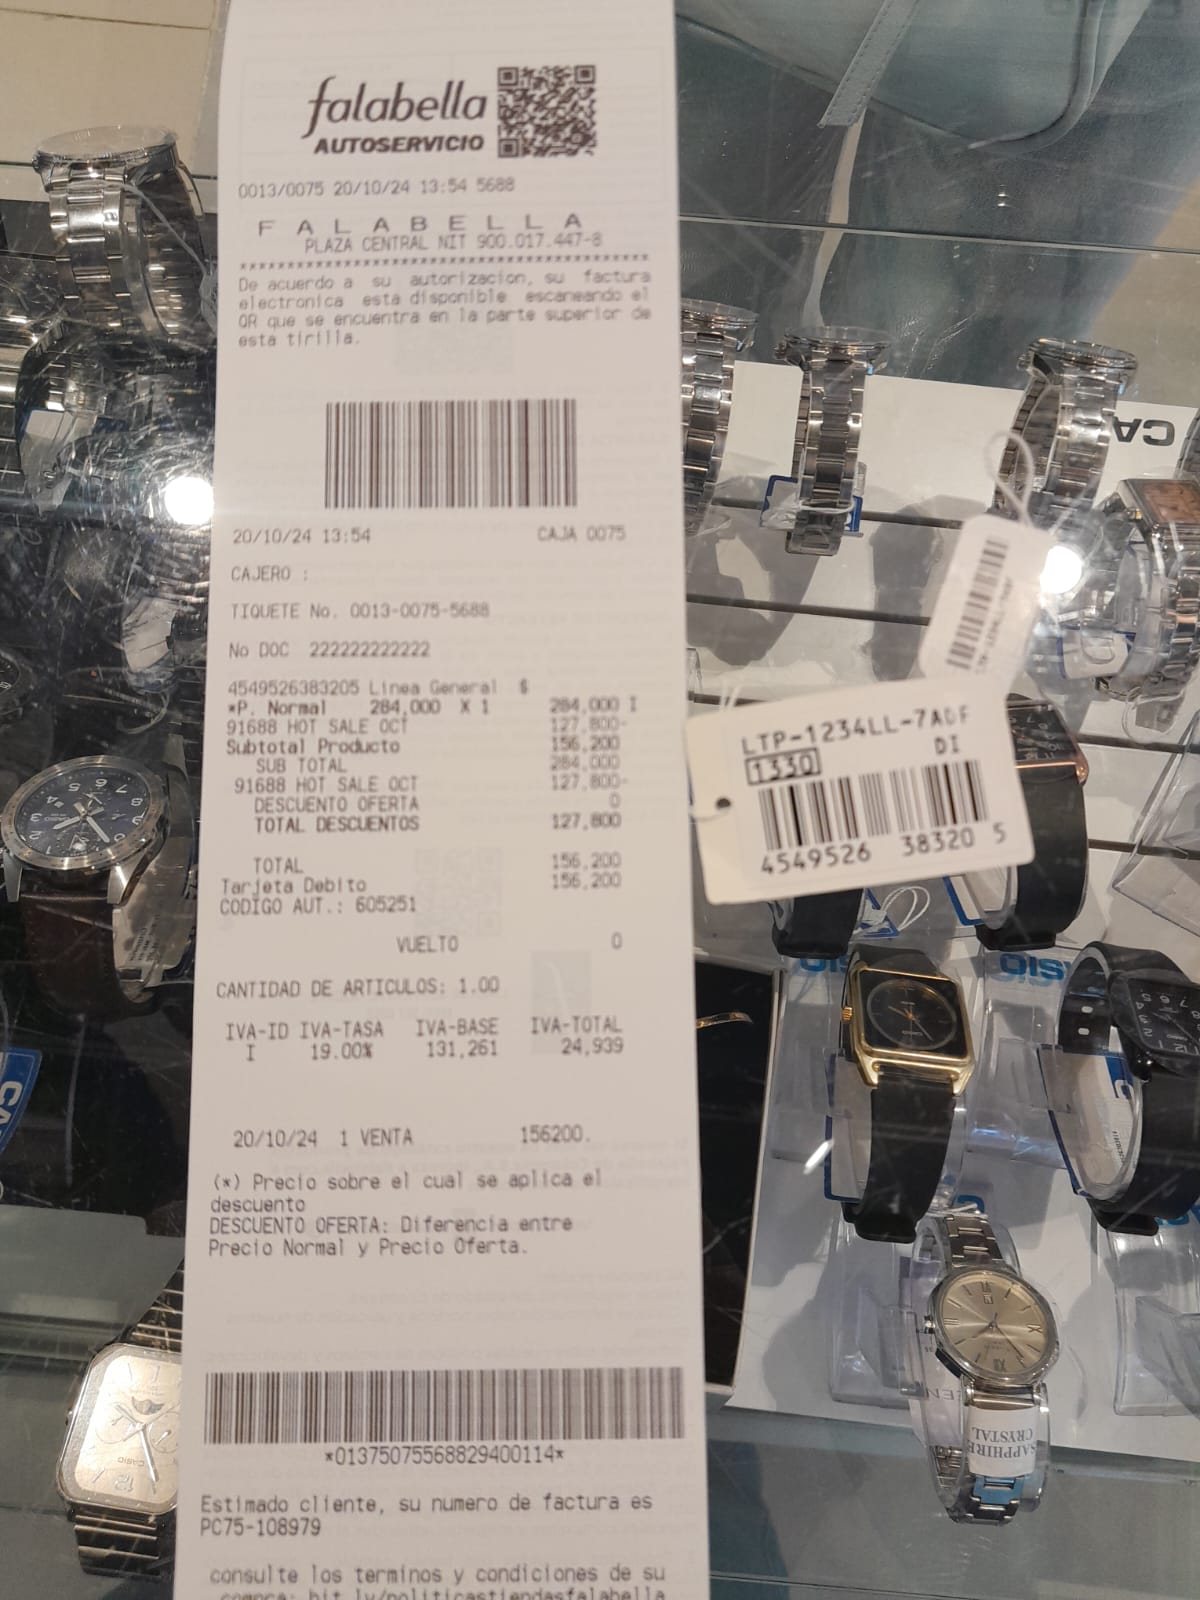 falabella
AUTOSERVICIO
0013/0075 20/10/24 13:54 5688
F A L A B E L L A
PLAZA CENTRAL NIT 900.017.447-8
******************************************
De acuerdo a su autorizacion, su factura
electronica esta disponible escaneando el
QR que se encuentra en la parte superior de
esta tirilla.
20/10/24 13:54 CAJA 0075
CAJERO :
TIQUETE No. 0013-0075-5688
No DOC 222222222222
4549526383205 Linea General $
*P. Normal 284,000 X 1 284,000 I
91688 HOT SALE OCT 127,800-
Subtotal Producto 156,200
SUB TOTAL 284,000
91688 HOT SALE OCT 127,800-
DESCUENTO OFERTA 0
TOTAL DESCUENTOS 127,800
TOTAL 156,200
Tarjeta Debito 156,200
CODIGO AUT.: 605251
VUELTO 0
CANTIDAD DE ARTICULOS: 1.00
IVA-ID IVA-TASA IVA-BASE IVA-TOTAL
I 19.00% 131,261 24,939
20/10/24 1 VENTA 156200.
(*) Precio sobre el cual se aplica el
descuento
DESCUENTO OFERTA: Diferencia entre
Precio Normal y Precio Oferta.
*01375075568829400114*
Estimado cliente, su numero de factura es
PC75-108979
consulte los terminos y condiciones de su
compra: bit.ly/politicastiendasfalabella
LTP-1234LL-7ADF
DI
1330
4549526 38320 5
CASIO
CASIO
SAPPHIRE
CRYSTAL